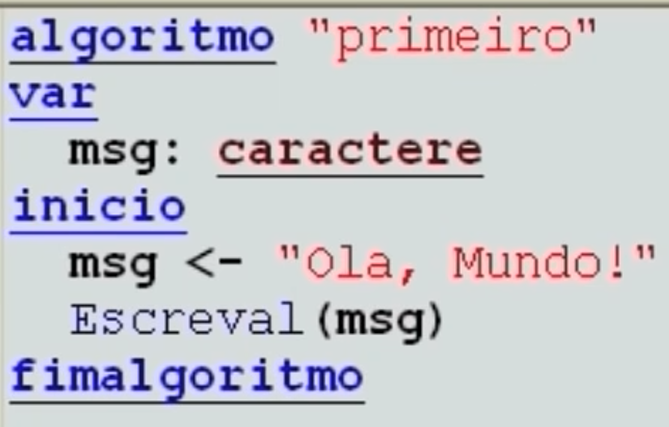 algoritmo "primeiro"
var
msg: caractere
inicio
msg <- "Ola, Mundo!"
Escreval(msg)
fimalgoritmo